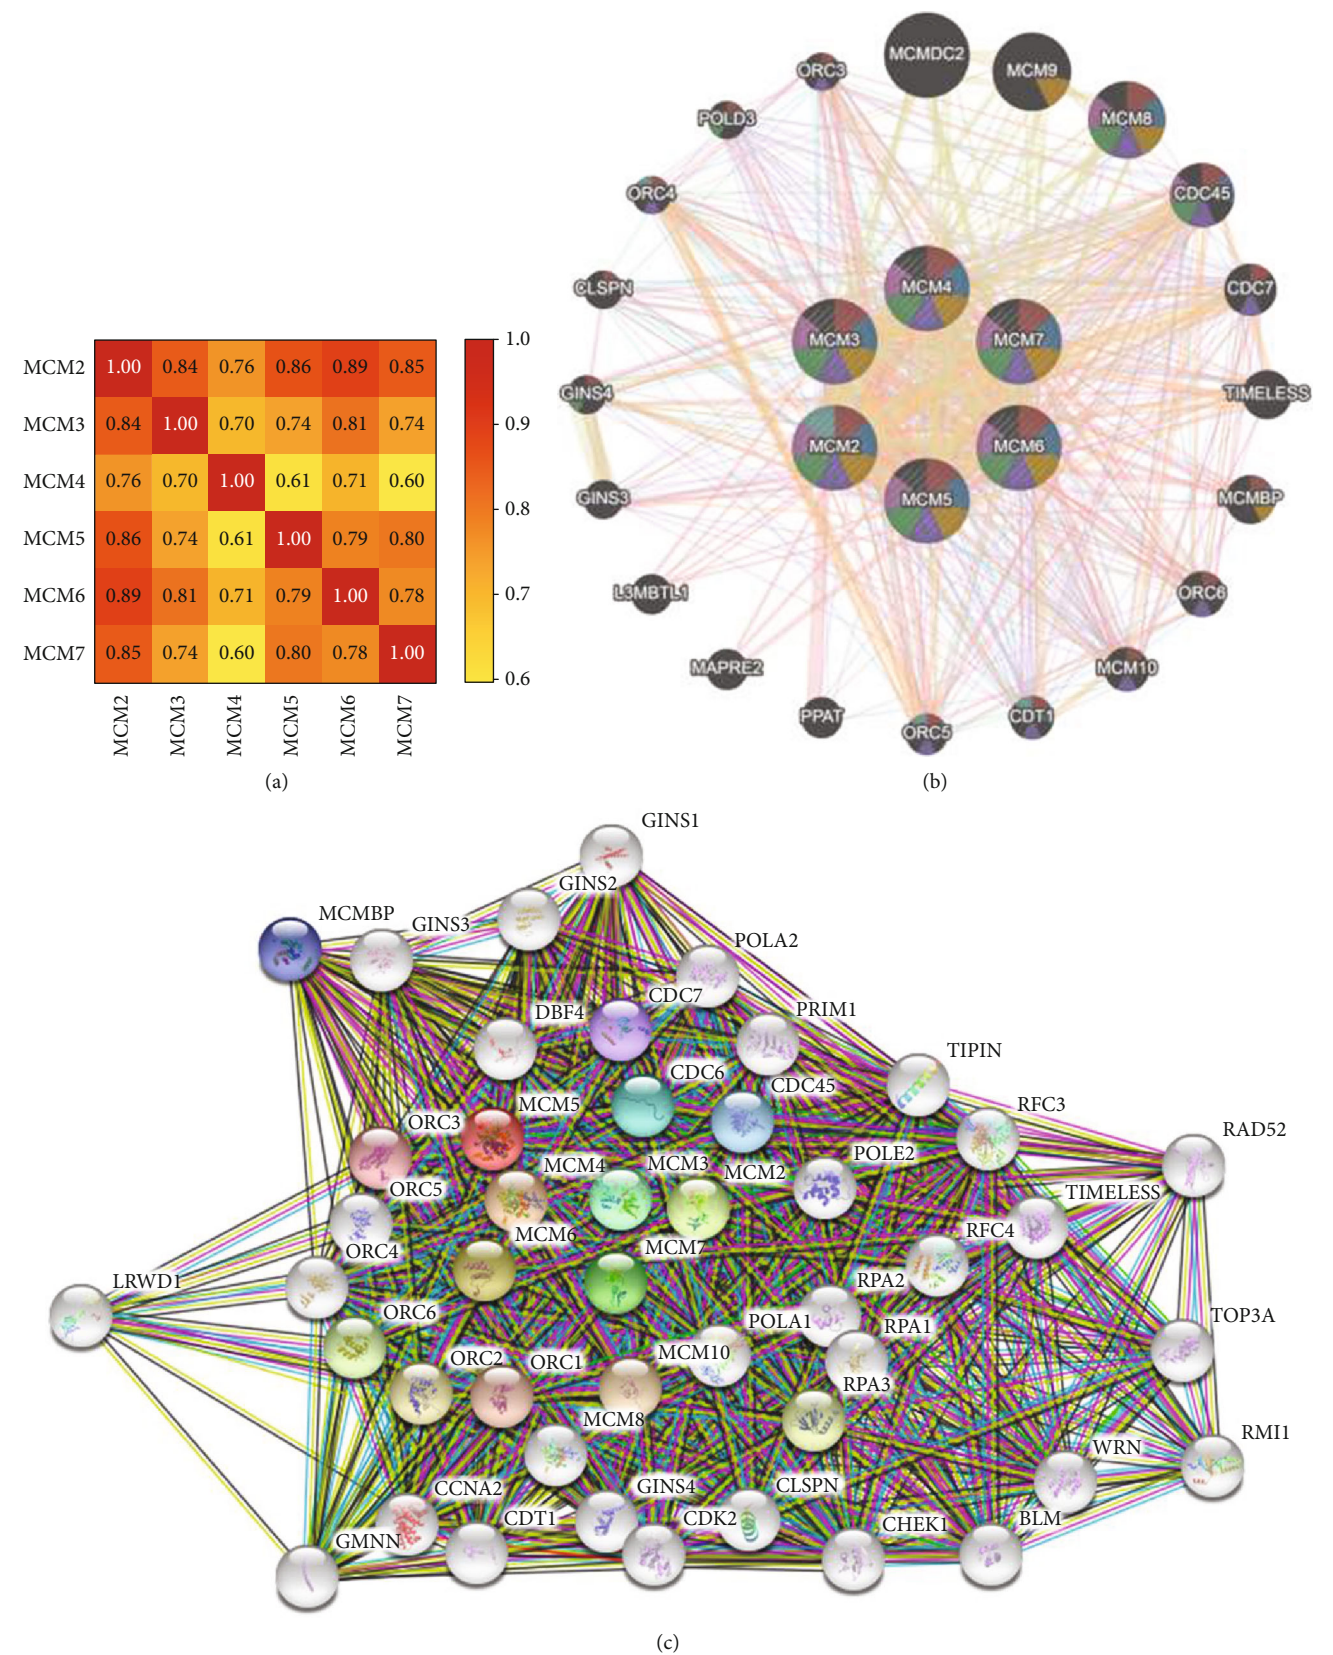 MCM2 1.00 0.84 0.76 0.86 0.89 0.85
MCM3 0.84 1.00 0.70 0.74 0.81 0.74
MCM4 0.76 0.70 1.00 0.61 0.71 0.60
MCM5 0.86 0.74 0.61 1.00 0.79 0.80
MCM6 0.89 0.81 0.71 0.79 1.00 0.78
MCM7 0.85 0.74 0.60 0.80 0.78 1.00
MCM2 MCM3 MCM4 MCM5 MCM6 MCM7
1.0
0.9
0.8
0.7
0.6
(a)
MCMDC2
MCM9
ORC3
MCM8
POLD3
ORC4
CDC45
CLSPN
MCM4
CDC7
MCM3
MCM7
GINS4
TIMELESS
MCM2
MCM6
GINS3
MCM5
MCMBP
L3MBTL1
ORC6
MAPRE2
MCM10
PPAT
CDT1
ORC5
(b)
GINS1
GINS2
MCMBP
GINS3
POLA2
CDC7
DBF4
PRIM1
TIPIN
CDC6
CDC45
MCM5
RFC3
ORC3
RAD52
POLE2
MCM4
MCM3
MCM2
ORC5
TIMELESS
MCM6
RFC4
MCM7
ORC4
LRWD1
RPA2
ORC6
TOP3A
POLA1
RPA1
MCM10
ORC2
ORC1
RPA3
MCM8
RMI1
WRN
CCNA2
GINS4
CLSPN
CDT1
CDK2
CHEK1
BLM
GMNN
(c)